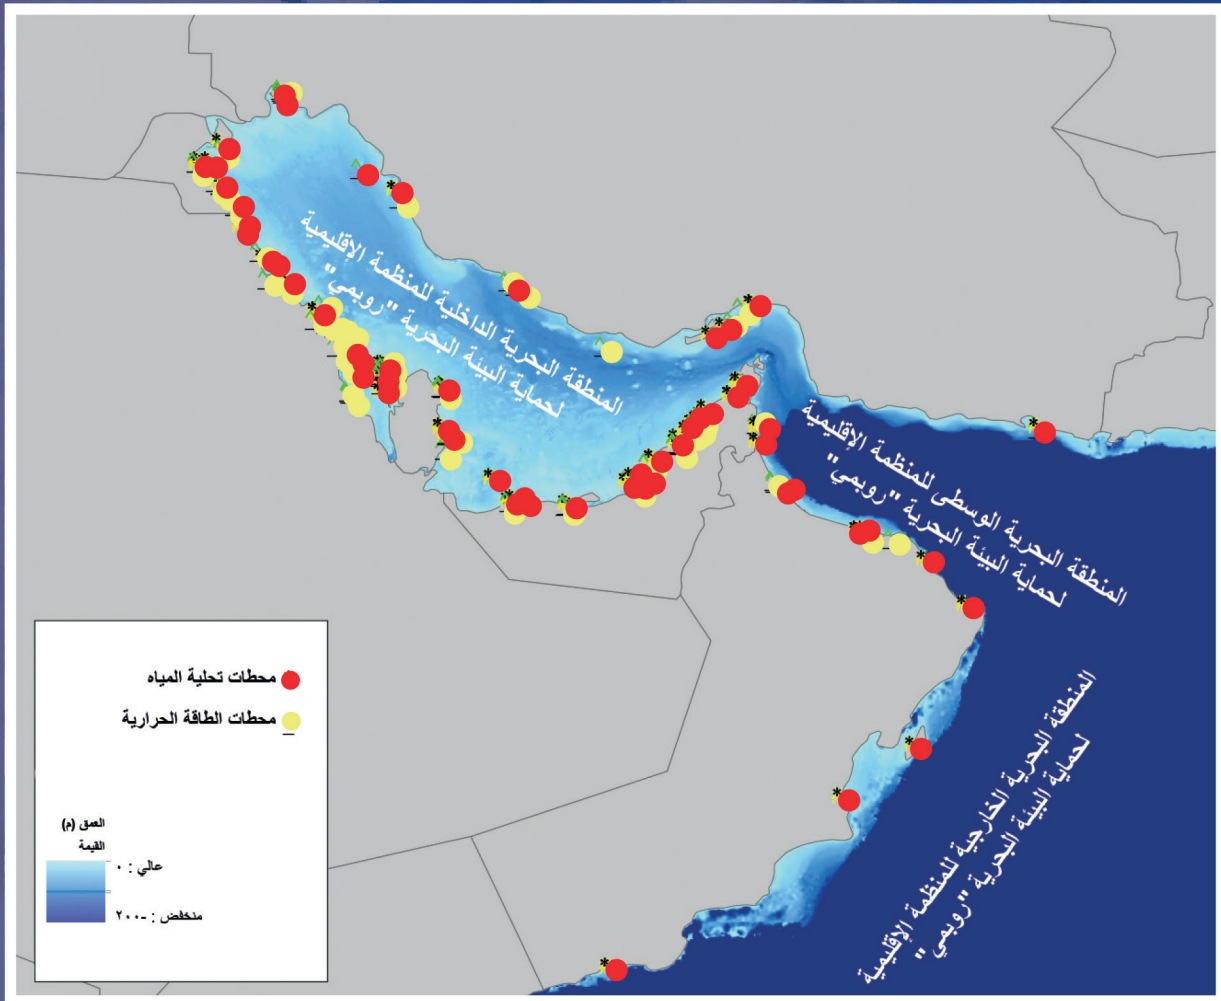 المنطقة البحرية الداخلية للمنظمة الإقليمية
لحماية البيئة البحرية "روبمي"
المنطقة البحرية الوسطى للمنظمة الإقليمية
لحماية البيئة البحرية "روبمي"
المنطقة البحرية الخارجية للمنظمة الإقليمية
لحماية البيئة البحرية "روبمي"
محطات تحلية المياه
محطات الطاقة الحرارية
العمق (م)
القيمة
عالي : ٠
منخفض : -٢٠٠